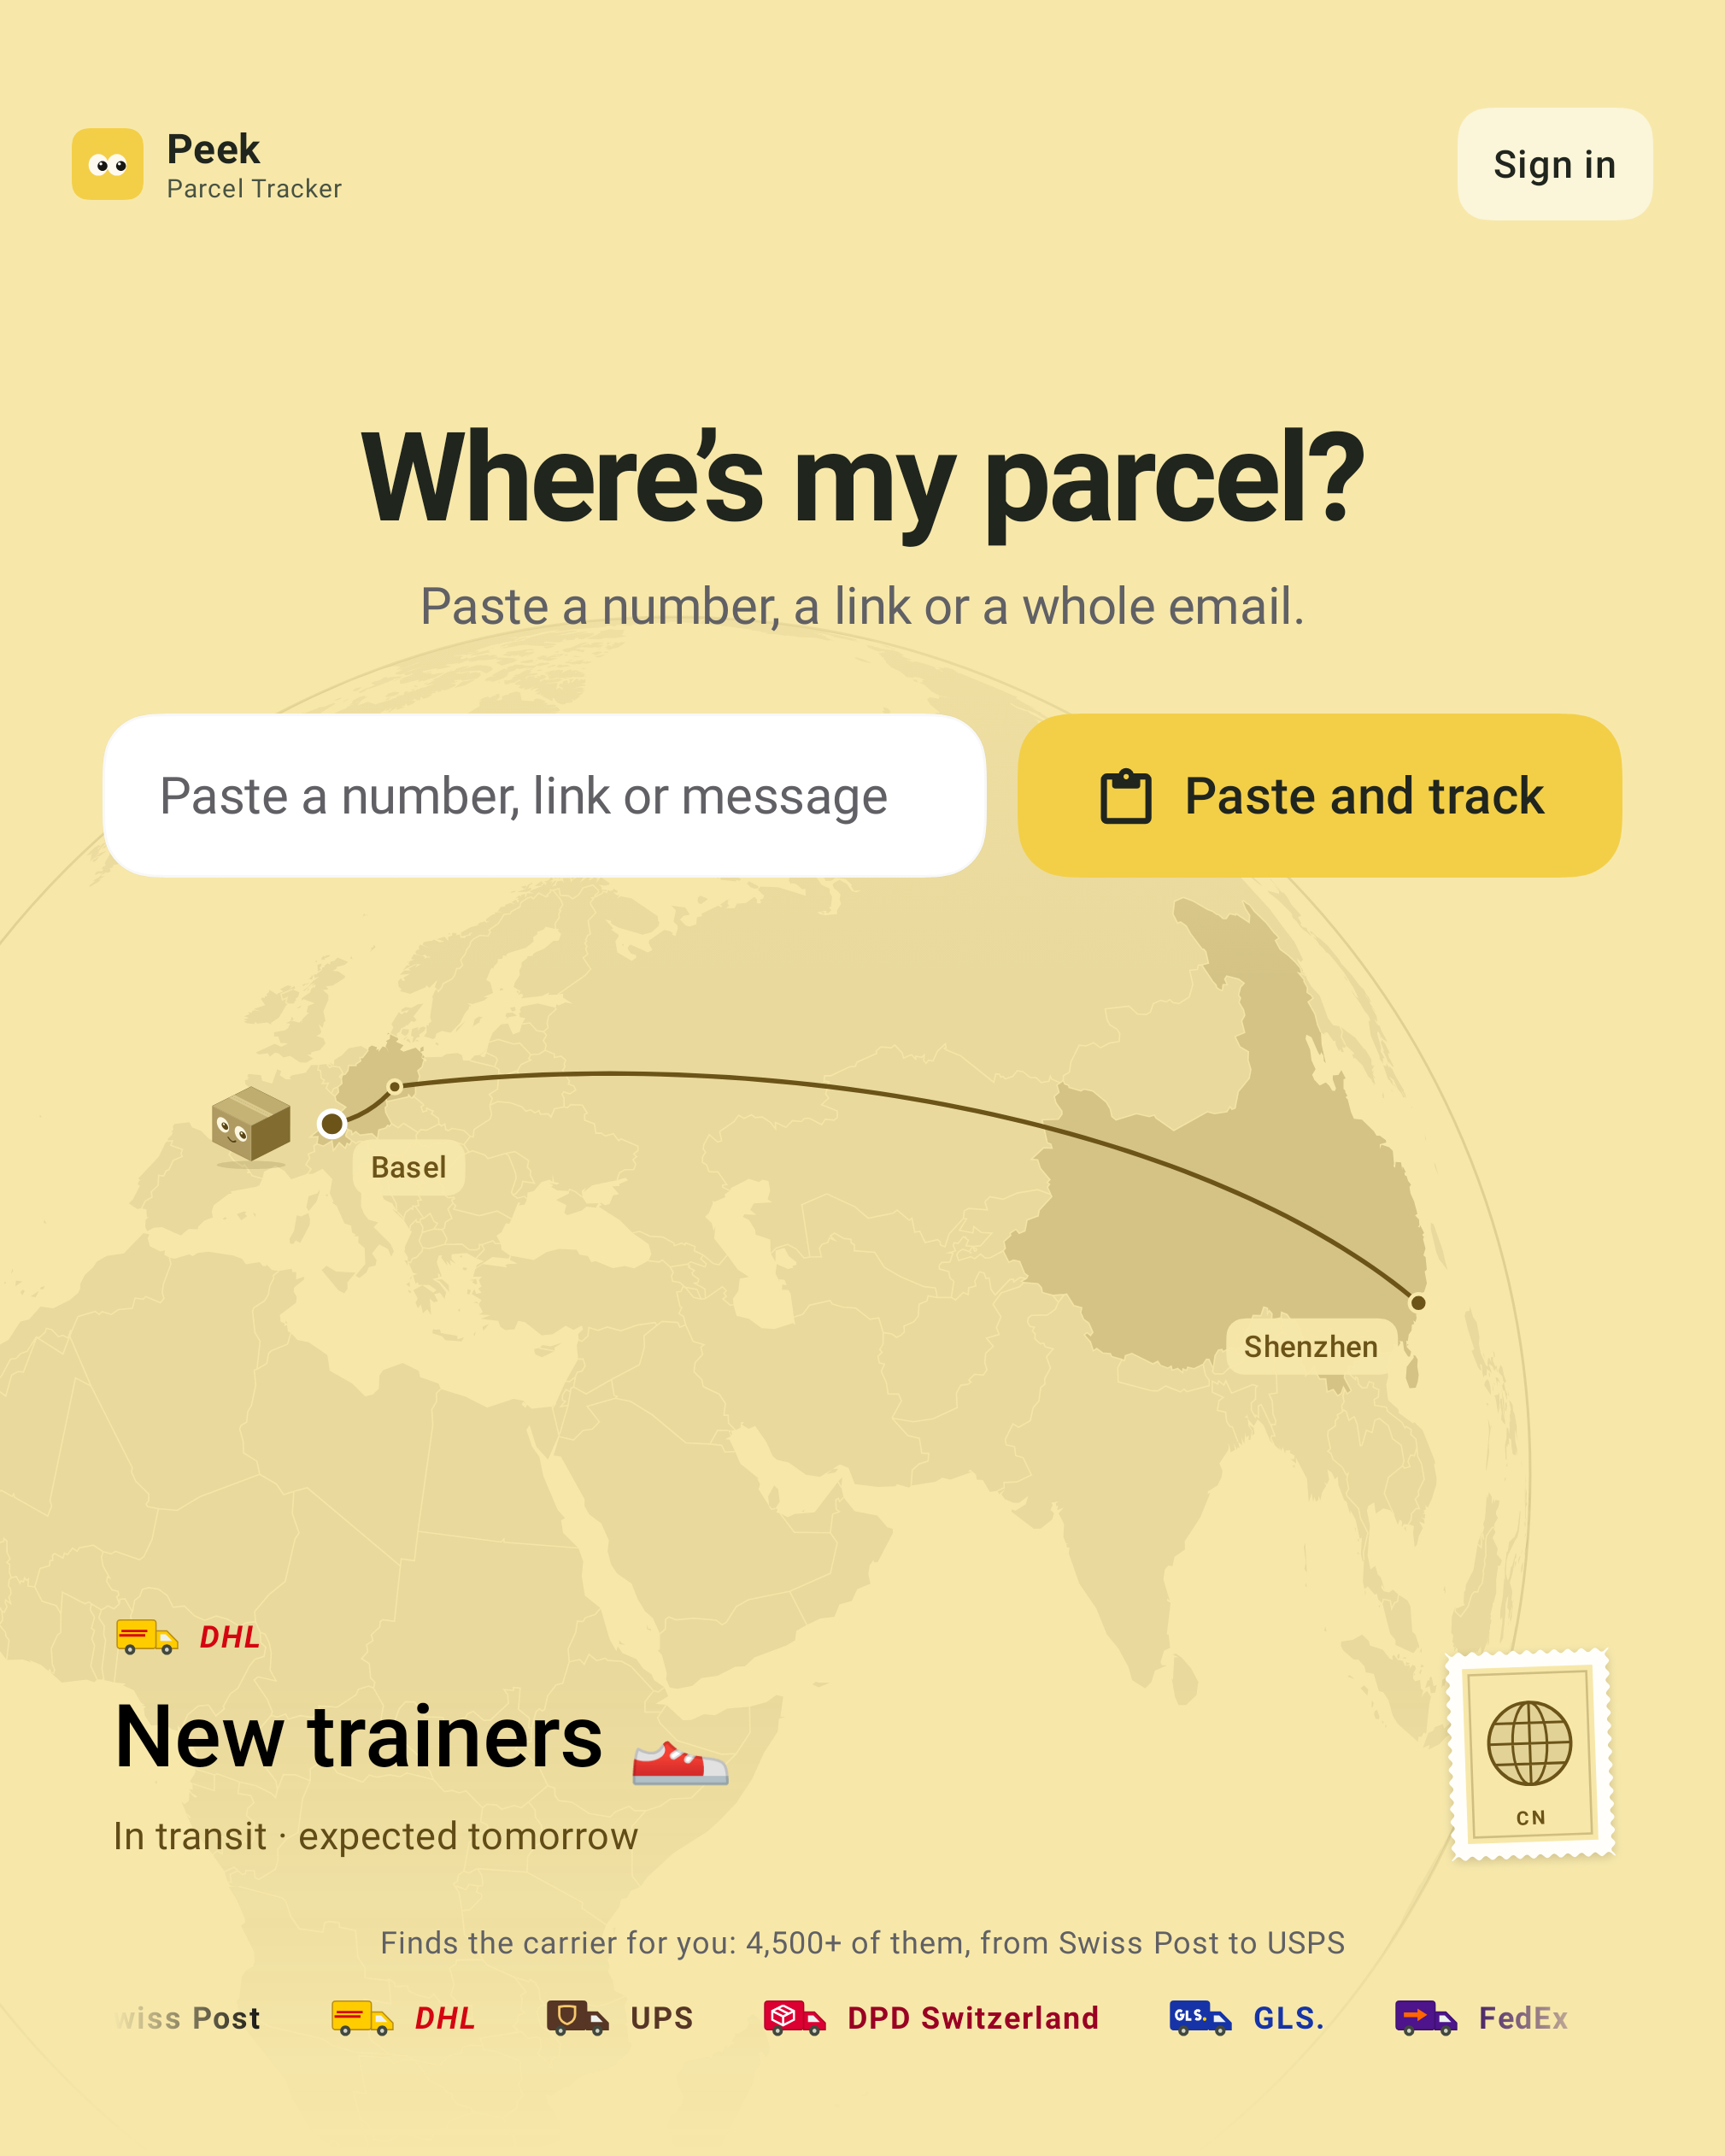 Peek
Parcel Tracker
Sign in
Where’s my parcel?
Paste a number, a link or a whole email.
Paste a number, link or message
Paste and track
Basel
Shenzhen
DHL
New trainers
In transit · expected tomorrow
CN
Finds the carrier for you: 4,500+ of them, from Swiss Post to USPS
wiss Post
DHL
UPS
DPD Switzerland
GLS.
GLS.
FedEx